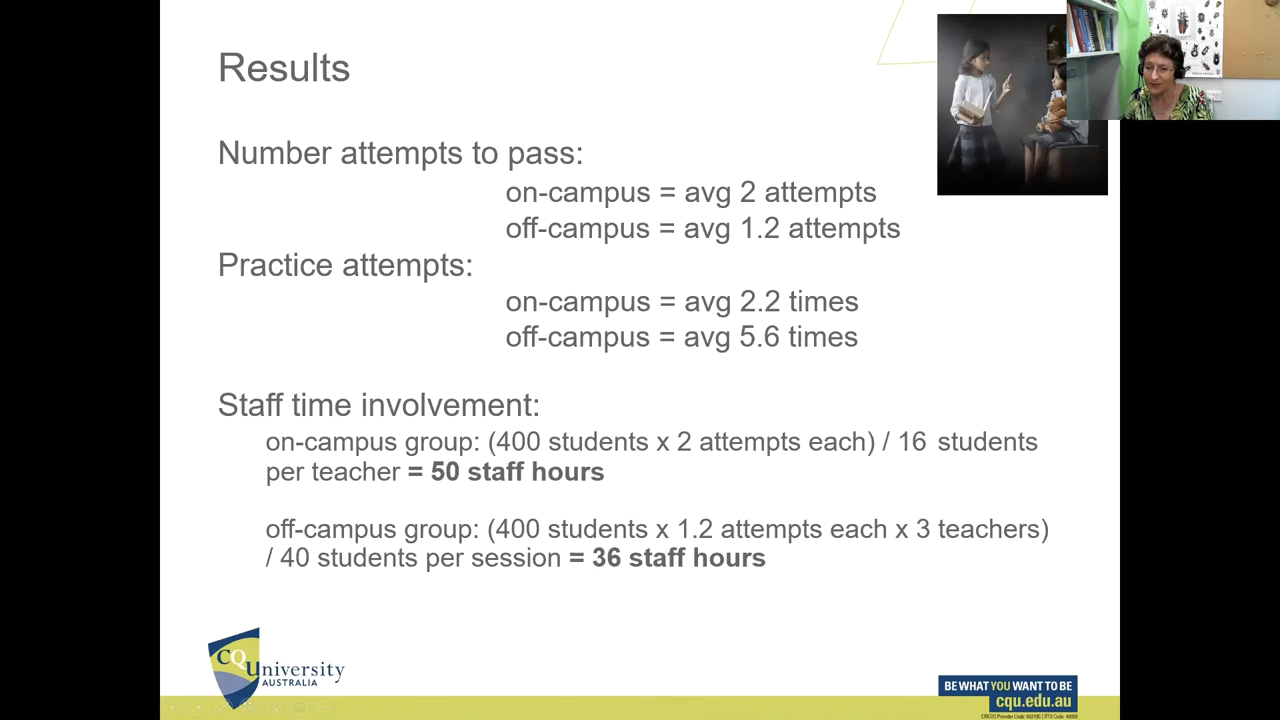 Results
Number attempts to pass:
on-campus = avg 2 attempts
off-campus = avg 1.2 attempts
Practice attempts:
on-campus = avg 2.2 times
off-campus = avg 5.6 times
Staff time involvement:
on-campus group: (400 students x 2 attempts each) / 16 students
per teacher = 50 staff hours
off-campus group: (400 students x 1.2 attempts each x 3 teachers)
/ 40 students per session = 36 staff hours
CQUniversity
AUSTRALIA
BE WHAT YOU WANT TO BE
cqu.edu.au